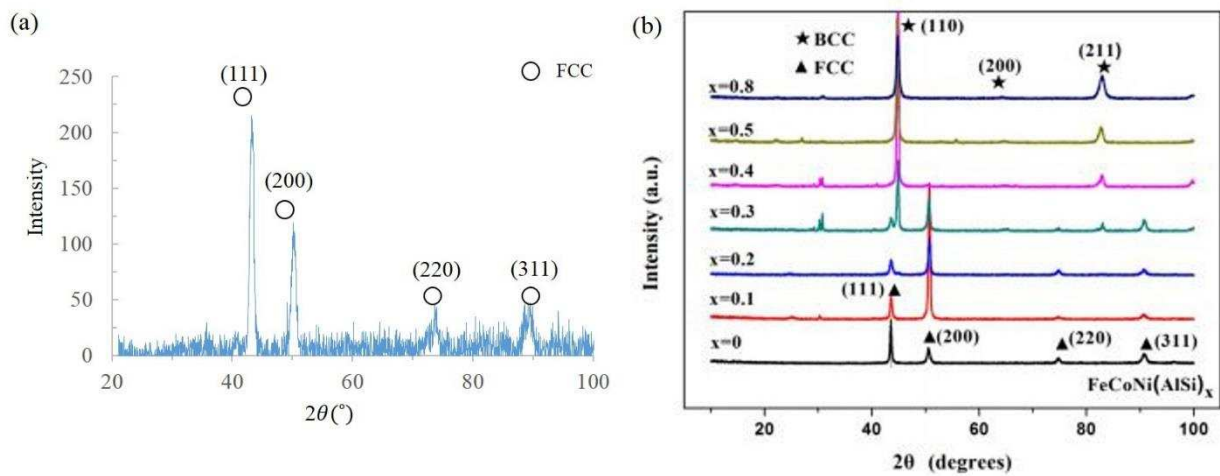 (a)
FCC
(111)
(200)
(220)
(311)
250
200
150
100
50
0
Intensity
20
40
60
80
100
2θ (°)
(b)
★ BCC
▲ FCC
★ (110)
(200)
★
(211)
★
x=0.8
x=0.5
x=0.4
x=0.3
x=0.2
x=0.1
x=0
(111) ▲
▲(200)
▲(220)
▲(311)
FeCoNi(AlSi)x
Intensity (a.u.)
20
40
60
80
100
2θ (degrees)